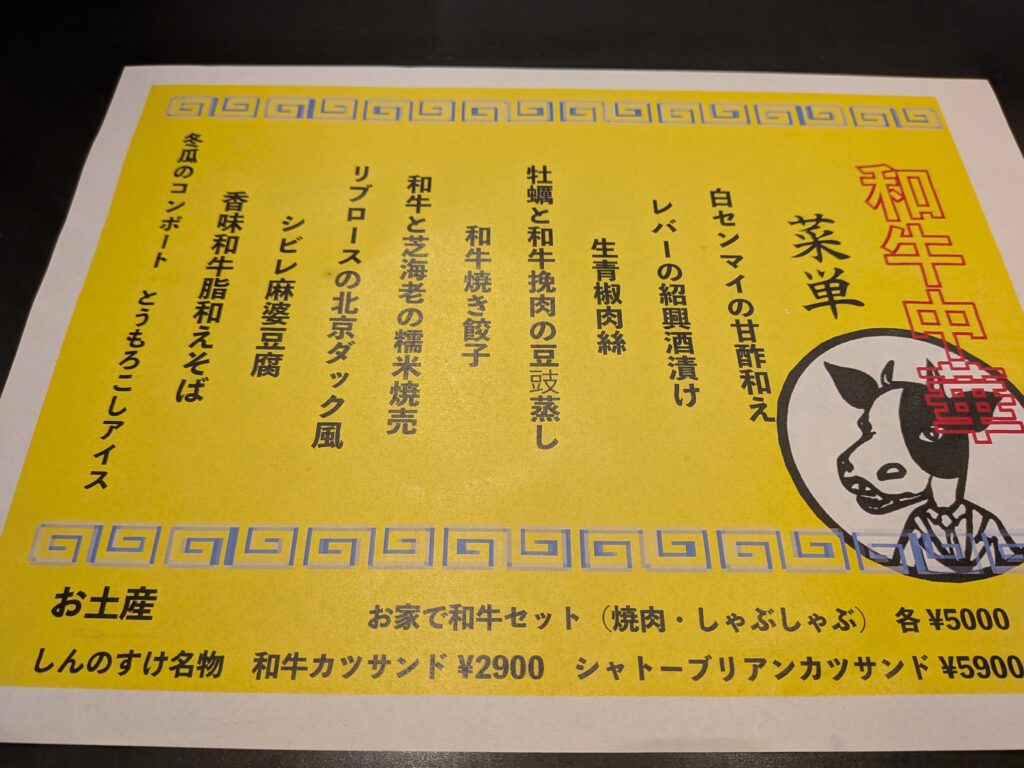 和牛中華
菜単
白センマイの甘酢和え
レバーの紹興酒漬け
生青椒肉絲
牡蠣と和牛挽肉の豆豉蒸し
和牛焼き餃子
和牛と芝海老の糯米焼売
リブロースの北京ダック風
シビレ麻婆豆腐
香味和牛脂和えそば
冬瓜のコンポート とうもろこしアイス
お土産
お家で和牛セット（焼肉・しゃぶしゃぶ） 各 ¥5000
しんのすけ名物 和牛カツサンド ¥2900 シャトーブリアンカツサンド ¥5900